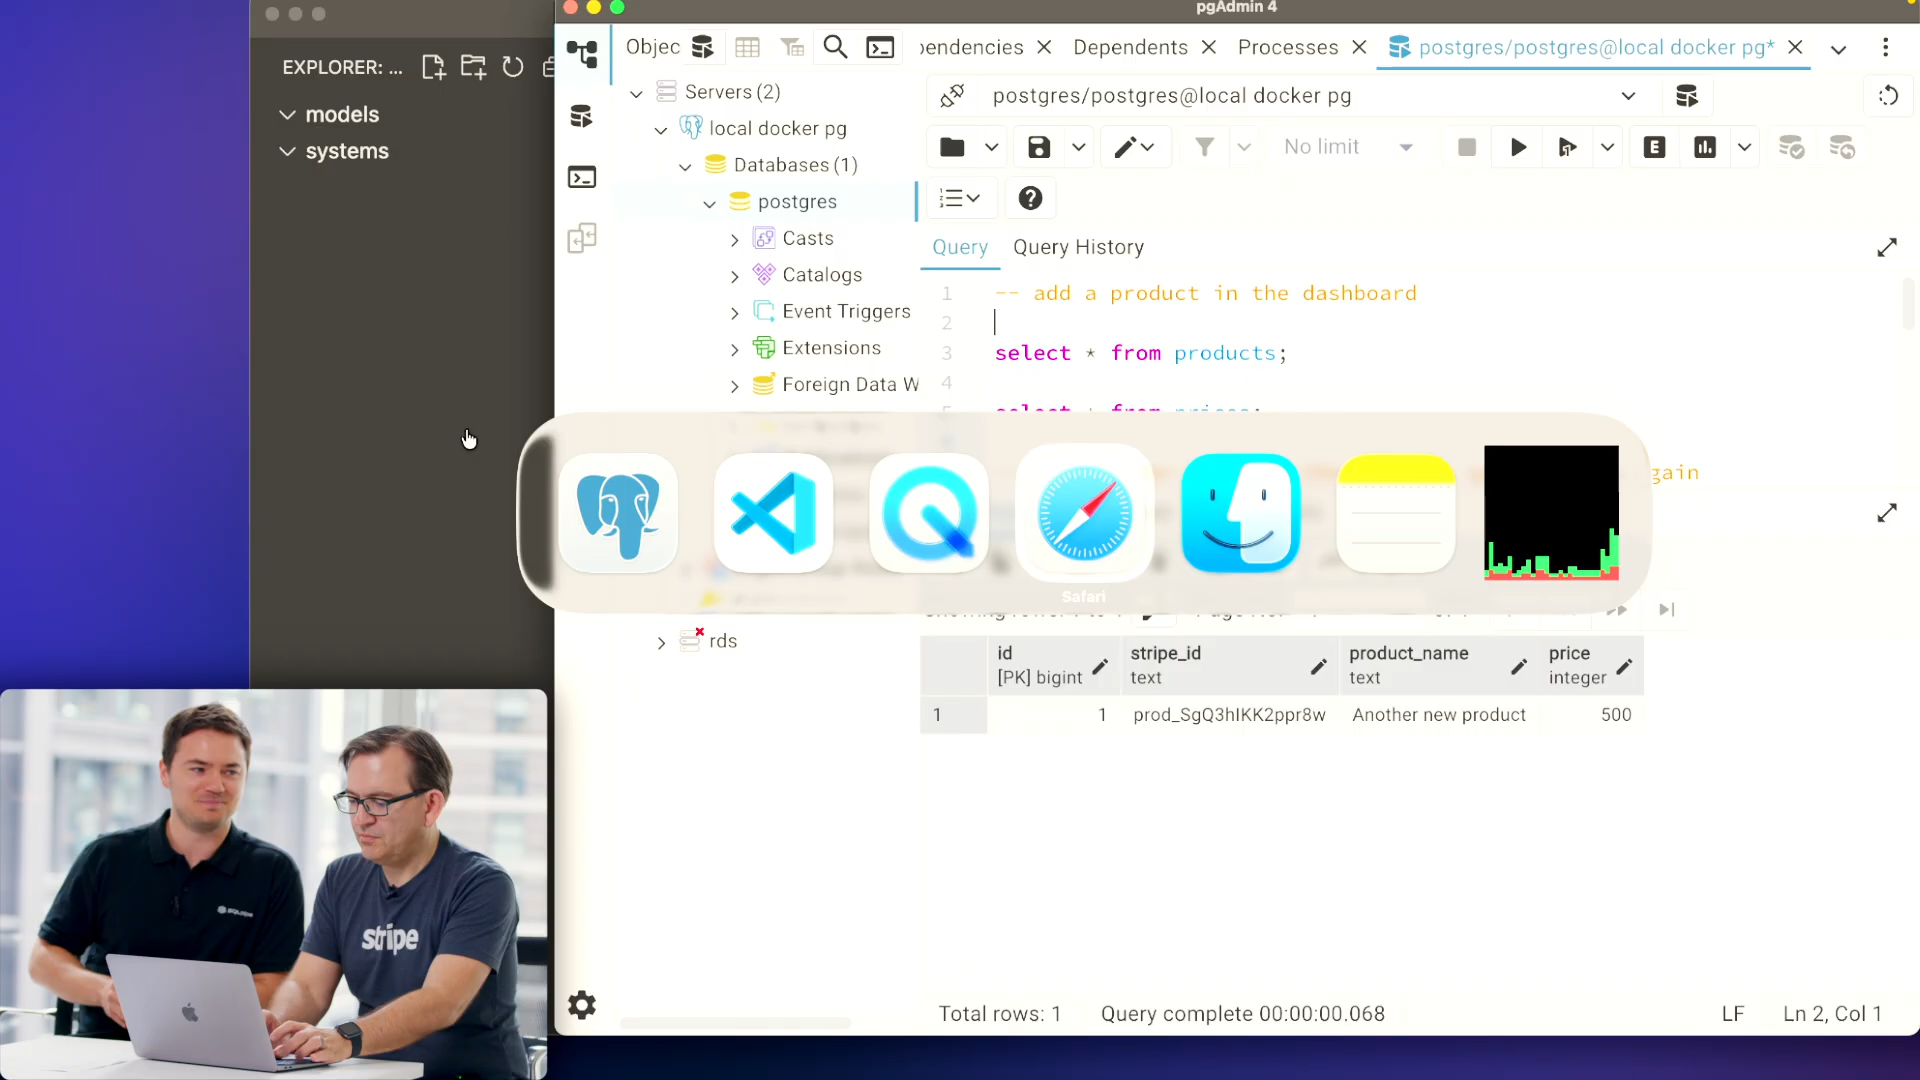 pgAdmin 4
EXPLORER: ...
models
systems
Objec
endencies
Dependents
Processes
postgres/postgres@local docker pg*
postgres/postgres@local docker pg
Servers (2)
local docker pg
Databases (1)
postgres
Casts
Catalogs
Event Triggers
Extensions
Foreign Data W
rds
No limit
E
Query
Query History
1 -- add a product in the dashboard
2
3 select * from products;
4
5 select * from prices;
gain
Safari
id
[PK] bigint
stripe_id
text
product_name
text
price
integer
1
1
prod_SgQ3hIKK2ppr8w
Another new product
500
Total rows: 1
Query complete 00:00:00.068
LF
Ln 2, Col 1
stripe